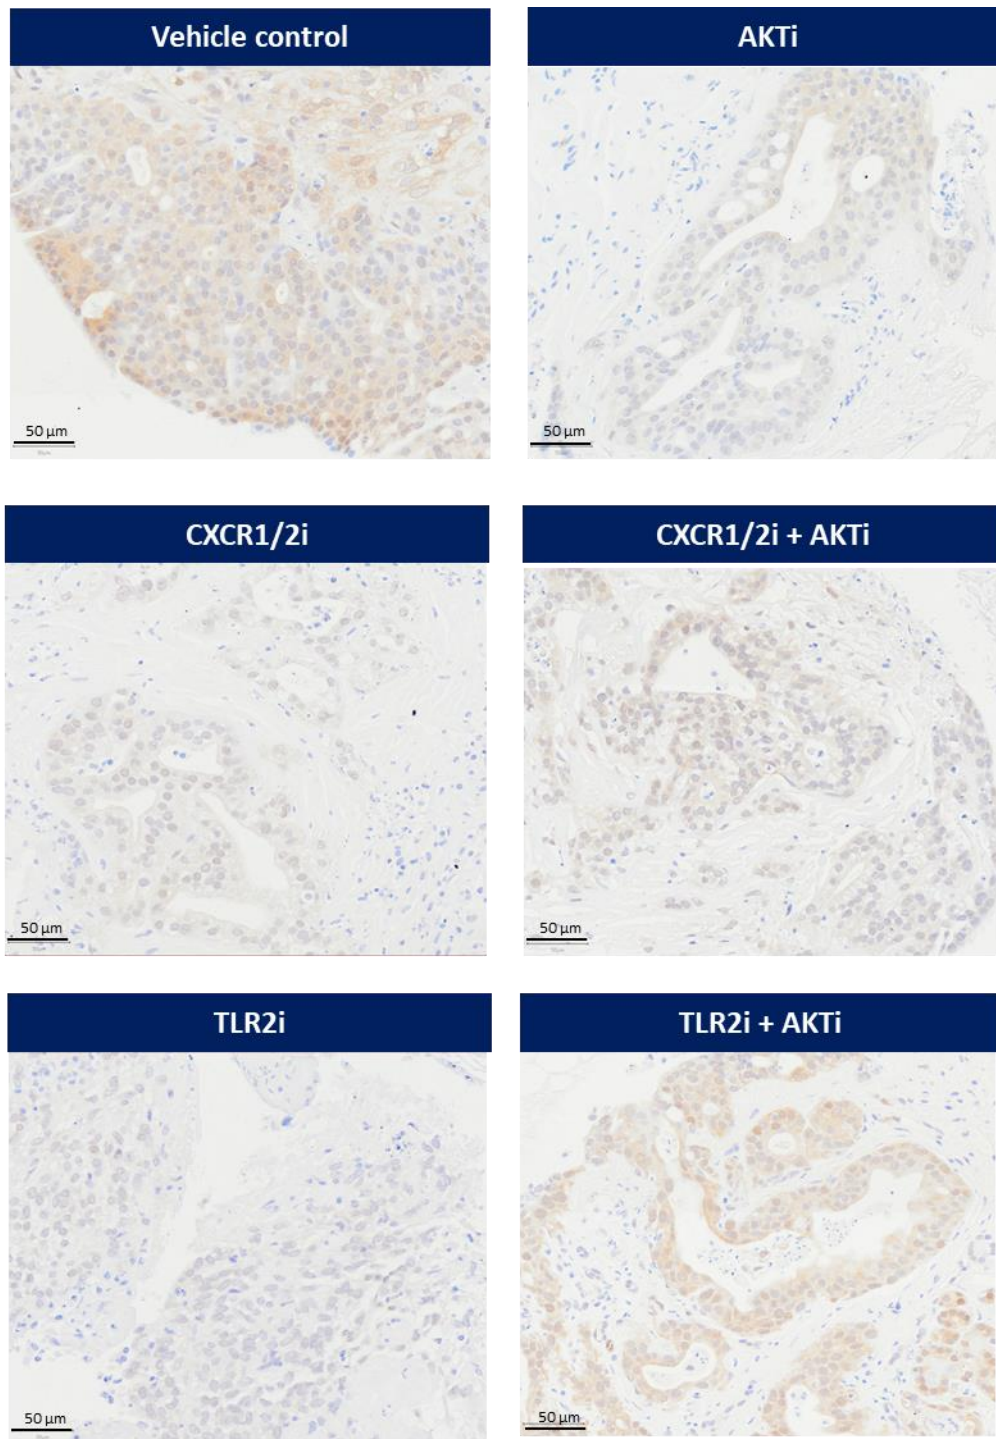 Vehicle control
AKTi
50 µm
50 µm
CXCR1/2i
CXCR1/2i + AKTi
50 µm
50 µm
TLR2i
TLR2i + AKTi
50 µm
50 µm